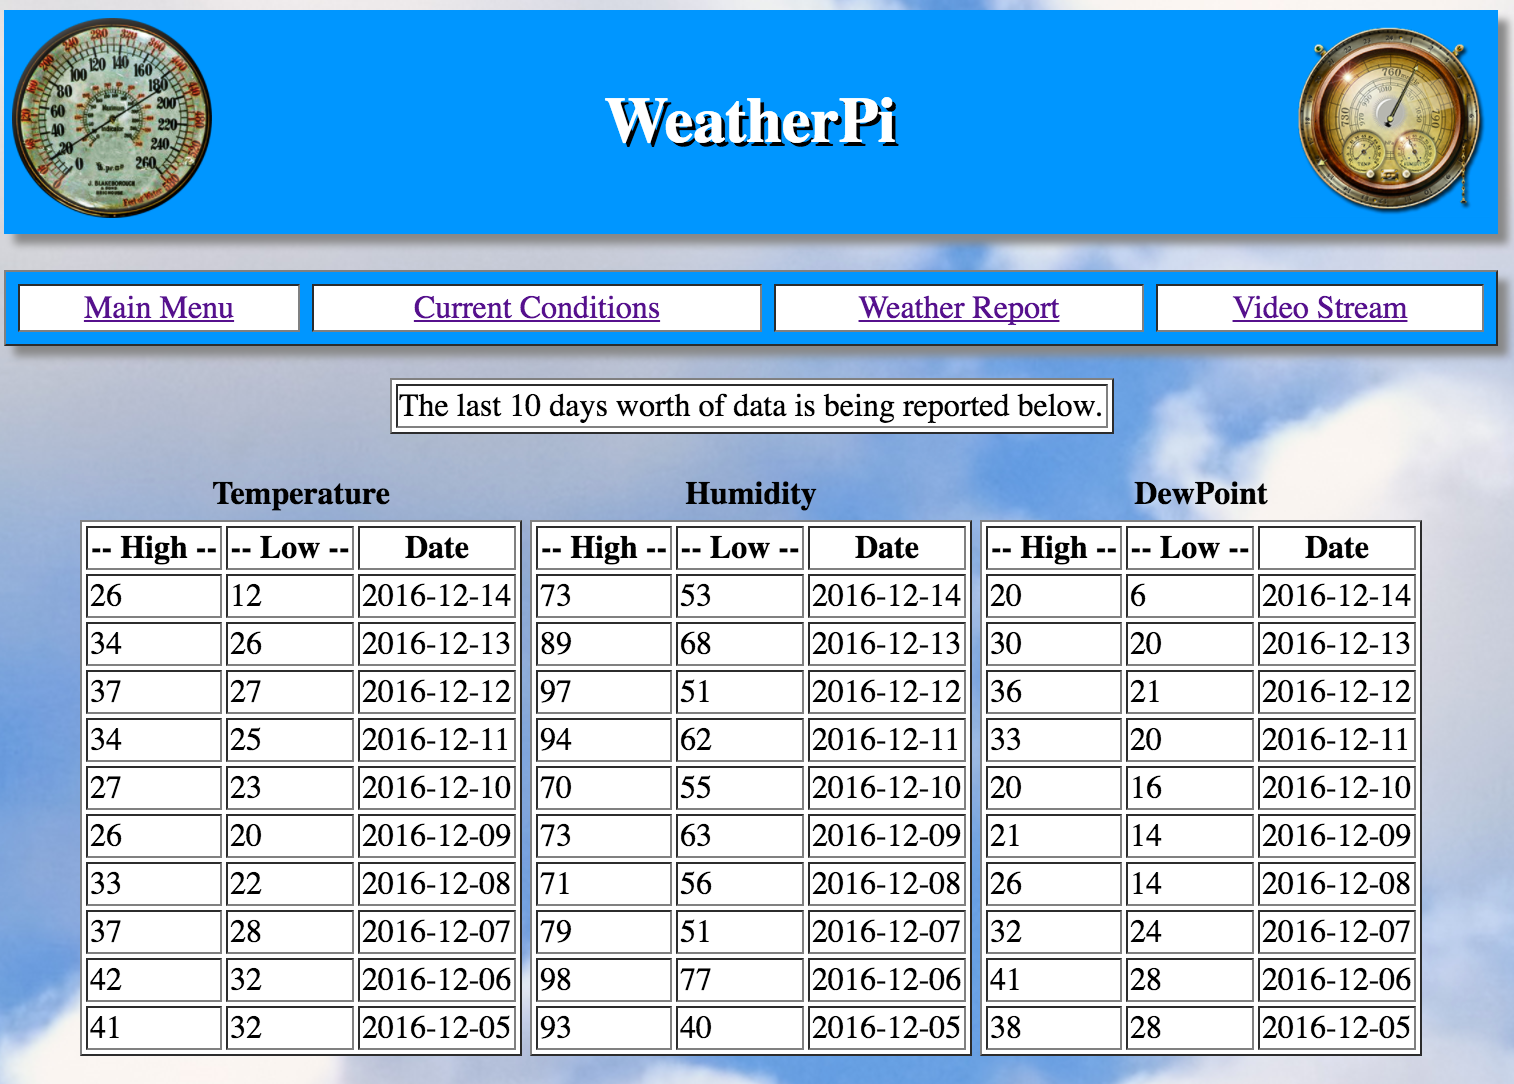 WeatherPi
Main Menu Current Conditions Weather Report Video Stream
The last 10 days worth of data is being reported below.
Temperature Humidity DewPoint
-- High -- -- Low -- Date -- High -- -- Low -- Date -- High -- -- Low -- Date
26 12 2016-12-14 73 53 2016-12-14 20 6 2016-12-14
34 26 2016-12-13 89 68 2016-12-13 30 20 2016-12-13
37 27 2016-12-12 97 51 2016-12-12 36 21 2016-12-12
34 25 2016-12-11 94 62 2016-12-11 33 20 2016-12-11
27 23 2016-12-10 70 55 2016-12-10 20 16 2016-12-10
26 20 2016-12-09 73 63 2016-12-09 21 14 2016-12-09
33 22 2016-12-08 71 56 2016-12-08 26 14 2016-12-08
37 28 2016-12-07 79 51 2016-12-07 32 24 2016-12-07
42 32 2016-12-06 98 77 2016-12-06 41 28 2016-12-06
41 32 2016-12-05 93 40 2016-12-05 38 28 2016-12-05